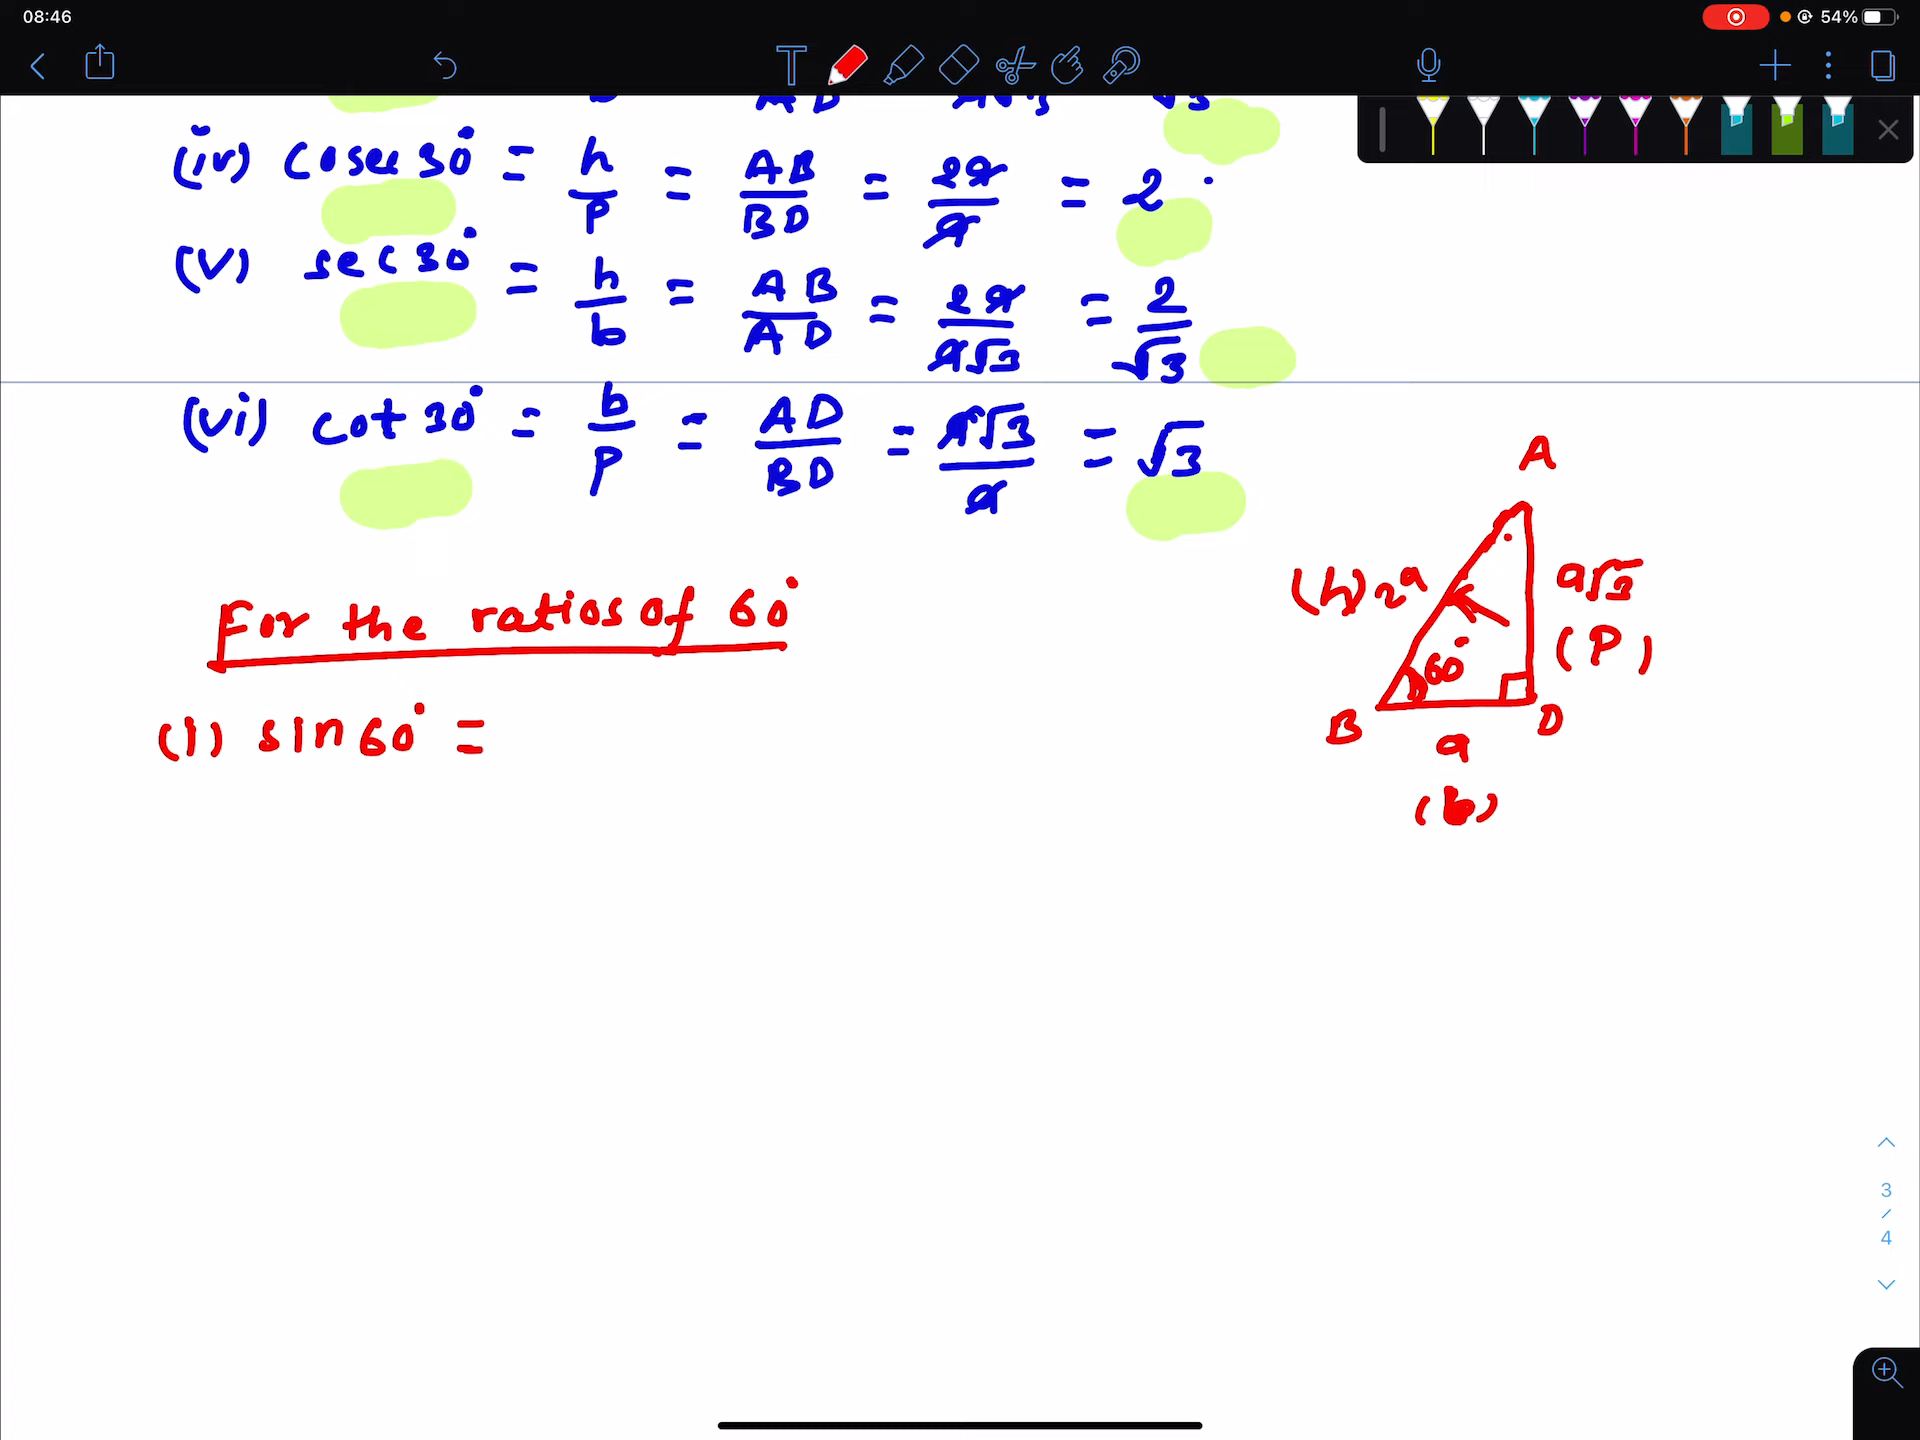 08:46
54%
(iv) cosec 30° = h/p = AB/BD = 2a/a = 2
(v) sec 30° = h/b = AB/AD = 2a/a√3 = 2/√3
(vi) cot 30° = b/p = AD/BD = a√3/a = √3
A
(h) 2a
a√3
For the ratios of 60°
60°
(P)
(i) sin 60° =
B
D
a
(b)
3
/
4